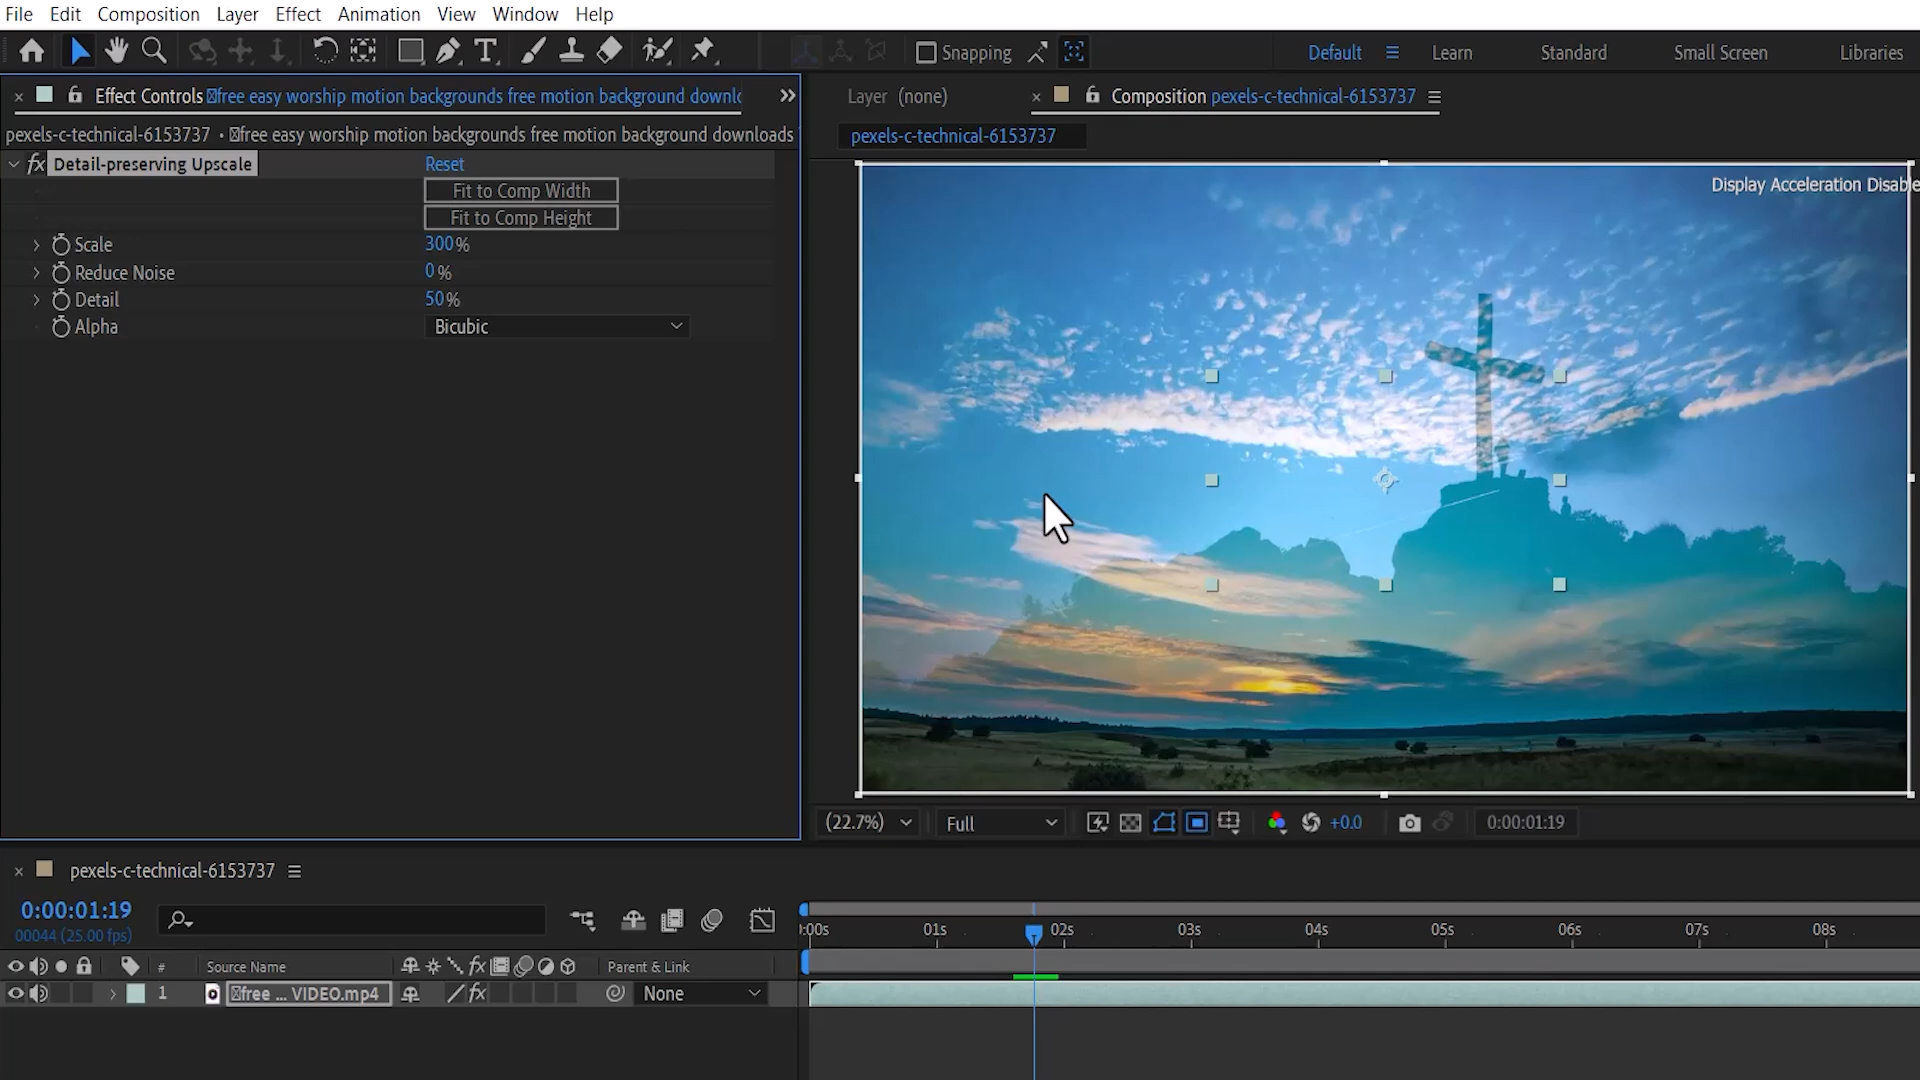 File Edit Composition Layer Effect Animation View Window Help
Snapping
Default Learn Standard Small Screen Libraries
Effect Controls free easy worship motion backgrounds free motion background downlo
pexels-c-technical-6153737 • free easy worship motion backgrounds free motion background downloads
Layer (none)
Composition pexels-c-technical-6153737
pexels-c-technical-6153737
fx Detail-preserving Upscale Reset
Fit to Comp Width
Fit to Comp Height
Scale 300%
Reduce Noise 0%
Detail 50%
Alpha Bicubic
Display Acceleration Disable
(22.7%) Full +0.0 0:00:01:19
pexels-c-technical-6153737
0:00:01:19
00044 (25.00 fps)
:00s 01s 02s 03s 04s 05s 06s 07s 08s
# Source Name fx Parent & Link
1 free ... VIDEO.mp4 fx None